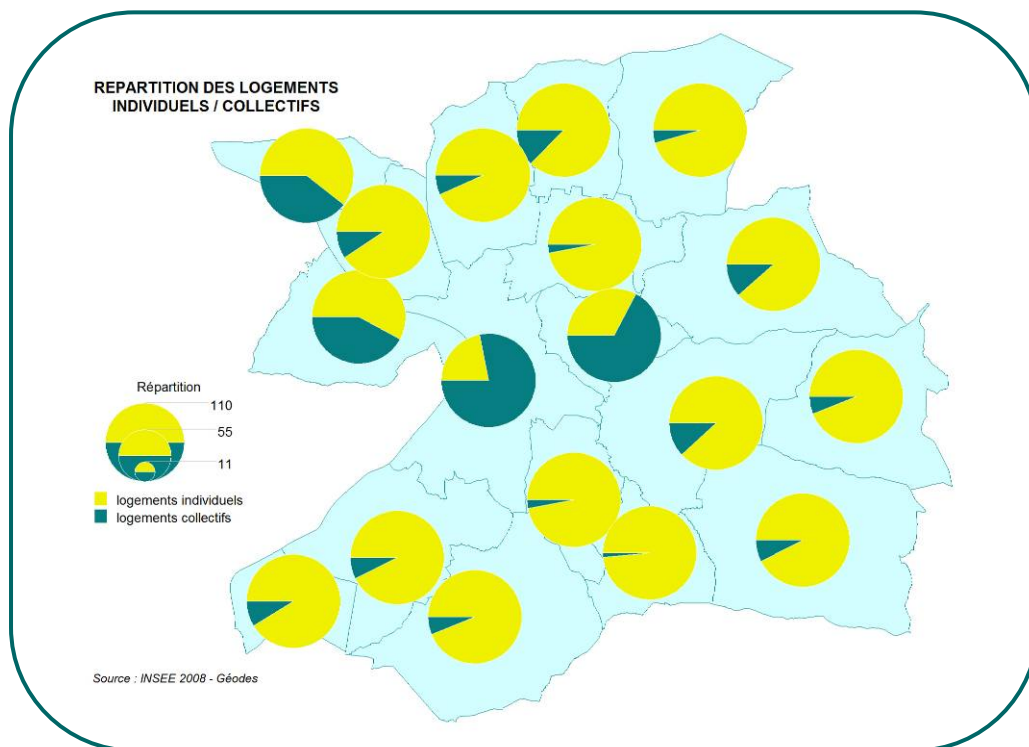 REPARTITION DES LOGEMENTS
INDIVIDUELS / COLLECTIFS
Répartition
110
55
11
logements individuels
logements collectifs
Source : INSEE 2008 - Géodes